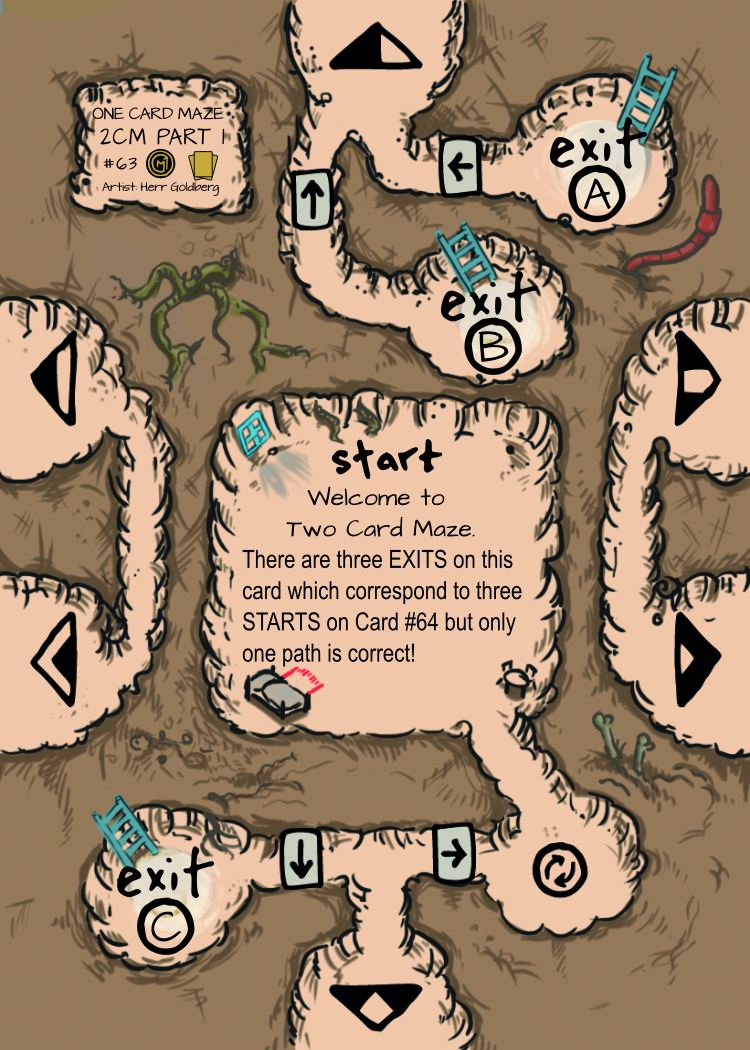 ONE CARD MAZE
2CM PART 1
#63
Artist: Herr Goldberg
exit
A
exit
B
start
Welcome to
Two Card Maze.
There are three EXITS on this
card which correspond to three
STARTS on Card #64 but only
one path is correct!
exit
C